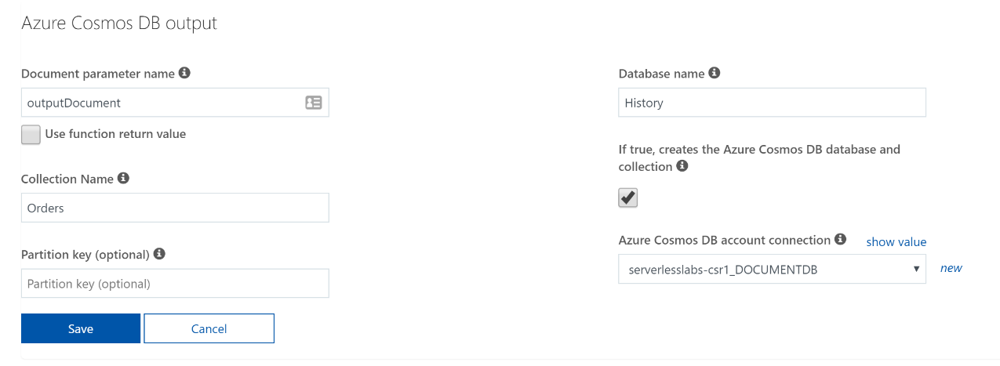 Azure Cosmos DB output
Document parameter name
outputDocument
Use function return value
Collection Name
Orders
Partition key (optional)
Partition key (optional)
Save
Cancel
Database name
History
If true, creates the Azure Cosmos DB database and
collection
Azure Cosmos DB account connection
show value
serverlesslabs-csr1_DOCUMENTDB
new